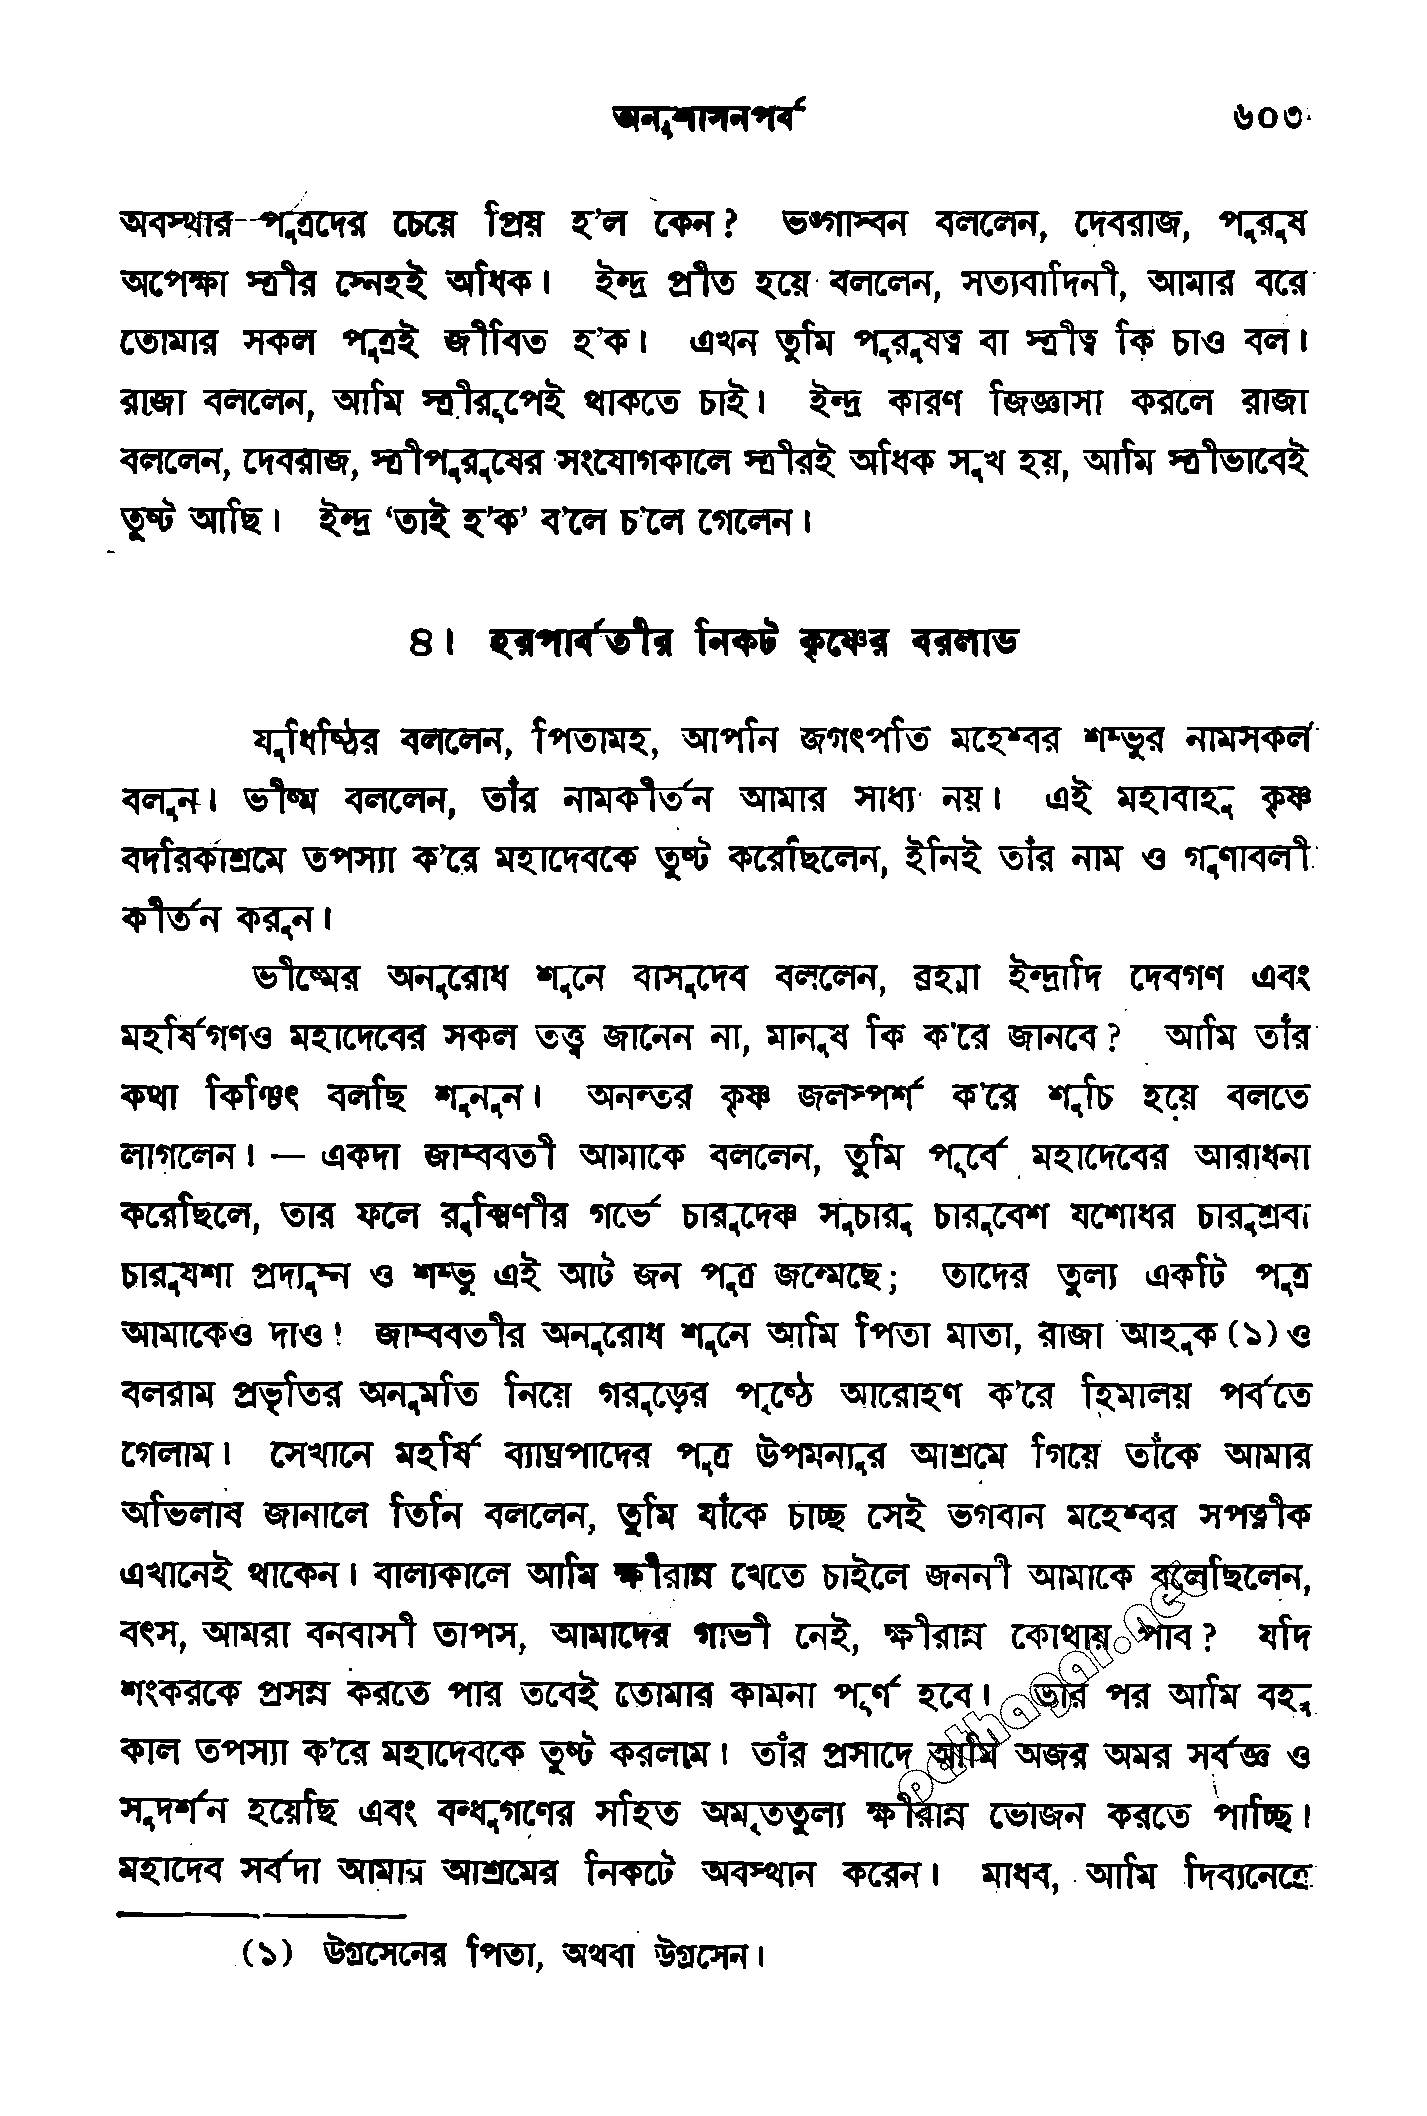 অনুশাসনপর্ব ৬০৩
অবস্থার পুত্রদের চেয়ে প্রিয় হ’ল কেন? ভঙ্গাস্বন বললেন, দেবরাজ, পুরুষ
অপেক্ষা স্ত্রীর স্নেহই অধিক। ইন্দ্র প্রীত হয়ে বললেন, সত্যবাদিনী, আমার বরে
তোমার সকল পুত্রই জীবিত হ’ক। এখন তুমি পুরুষত্ব বা স্ত্রীত্ব কি চাও বল।
রাজা বললেন, আমি স্ত্রীরূপেই থাকতে চাই। ইন্দ্র কারণ জিজ্ঞাসা করলে রাজা
বললেন, দেবরাজ, স্ত্রীপুরুষের সংযোগকালে স্ত্রীরই অধিক সুখ হয়, আমি স্ত্রীভাবেই
তুষ্ট আছি। ইন্দ্র ‘তাই হ’ক’ ব’লে চ’লে গেলেন।
৪। হরপার্বতীর নিকট কৃষ্ণের বরলাভ
যুধিষ্ঠির বললেন, পিতামহ, আপনি জগৎপতি মহেশ্বর শম্ভুর নামসকল
বলুন। ভীষ্ম বললেন, তাঁর নামকীর্তন আমার সাধ্য নয়। এই মহাবাহু কৃষ্ণ
বদরিকাশ্রমে তপস্যা ক’রে মহাদেবকে তুষ্ট করেছিলেন, ইনিই তাঁর নাম ও গুণাবলী
কীর্তন করুন।
ভীষ্মের অনুরোধ শুনে বাসুদেব বললেন, ব্রহ্মা ইন্দ্রাদি দেবগণ এবং
মহর্ষিগণও মহাদেবের সকল তত্ত্ব জানেন না, মানুষ কি ক’রে জানবে? আমি তাঁর
কথা কিঞ্চিৎ বলছি শুনুন। অনন্তর কৃষ্ণ জলস্পর্শ ক’রে শুচি হয়ে বলতে
লাগলেন। — একদা জাম্ববতী আমাকে বললেন, তুমি পূর্বে মহাদেবের আরাধনা
করেছিলে, তার ফলে রুক্মিণীর গর্ভে চারুদেষ্ণ সুচারু চারুবেশ যশোধর চারুশ্রবা
চারুযশা প্রদ্যুম্ন ও শম্ভু এই আট জন পুত্র জন্মেছে; তাদের তুল্য একটি পুত্র
আমাকেও দাও! জাম্ববতীর অনুরোধ শুনে আমি পিতা মাতা, রাজা আহুক (১) ও
বলরাম প্রভৃতির অনুমতি নিয়ে গরুড়ের পৃষ্ঠে আরোহণ ক’রে হিমালয় পর্বতে
গেলাম। সেখানে মহর্ষি ব্যাঘ্রপাদের পুত্র উপমন্যুর আশ্রমে গিয়ে তাঁকে আমার
অভিলাষ জানালে তিনি বললেন, তুমি যাঁকে চাচ্ছ সেই ভগবান মহেশ্বর সপত্নীক
এখানেই থাকেন। বাল্যকালে আমি ক্ষীরান্ন খেতে চাইলে জননী আমাকে বলেছিলেন,
বৎস, আমরা বনবাসী তাপস, আমাদের গাভী নেই, ক্ষীরান্ন কোথায় পাব? যদি
শংকরকে প্রসন্ন করতে পার তবেই তোমার কামনা পূর্ণ হবে। তার পর আমি বহু
কাল তপস্যা ক’রে মহাদেবকে তুষ্ট করলাম। তাঁর প্রসাদে আমি অজর অমর সর্বজ্ঞ ও
সুদর্শন হয়েছি এবং বন্ধুগণের সহিত অমৃততুল্য ক্ষীরান্ন ভোজন করতে পাচ্ছি।
মহাদেব সর্বদা আমার আশ্রমের নিকটে অবস্থান করেন। মাধব, আমি দিব্যনেত্রে
(১) উগ্রসেনের পিতা, অথবা উগ্রসেন।
pathagar.net